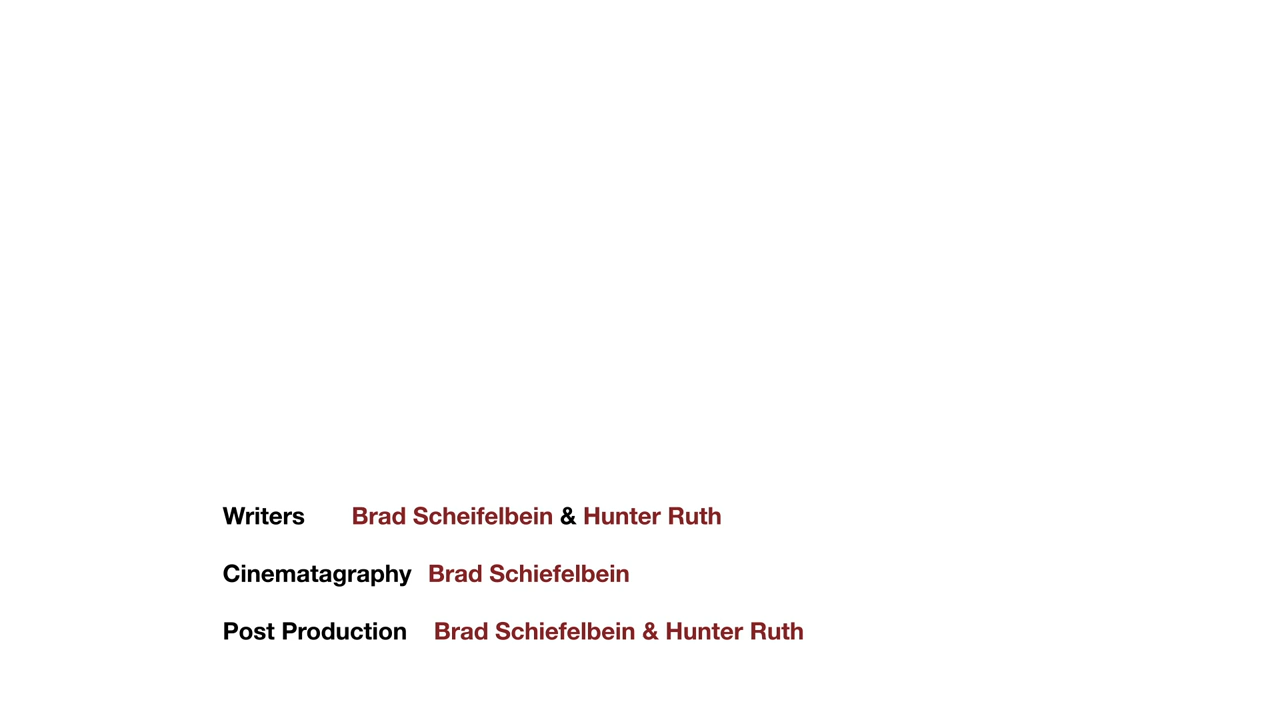 Writers Brad Scheifelbein & Hunter Ruth
Cinematagraphy Brad Schiefelbein
Post Production Brad Schiefelbein & Hunter Ruth